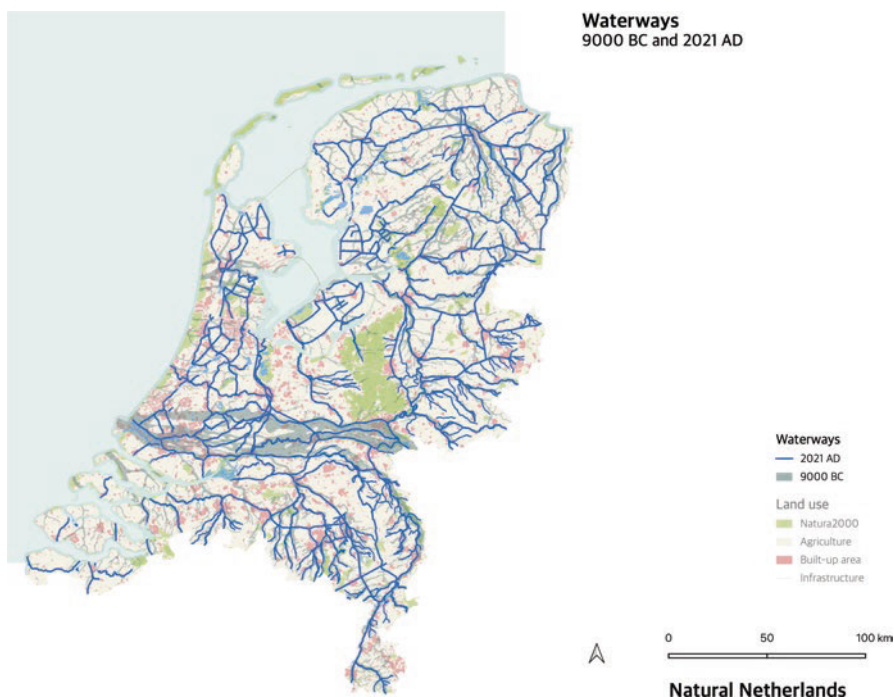 Waterways
9000 BC and 2021 AD
Waterways
2021 AD
9000 BC
Land use
Natura2000
Agriculture
Built-up area
Infrastructure
0 50 100 km
Natural Netherlands